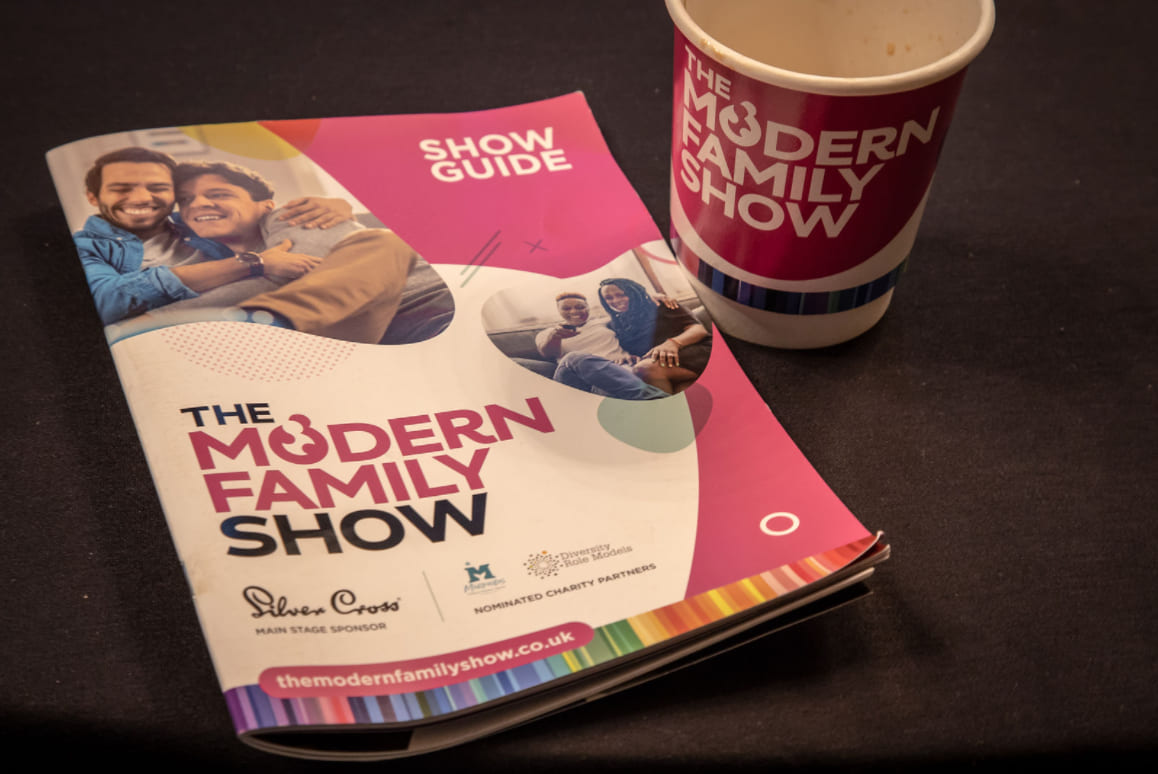 SHOW
GUIDE
THE
MODERN
FAMILY
SHOW
Silver Cross
MAIN STAGE SPONSOR
M
Diversity
Role Models
NOMINATED CHARITY PARTNERS
themodernfamilyshow.co.uk
THE
MODERN
FAMILY
SHOW